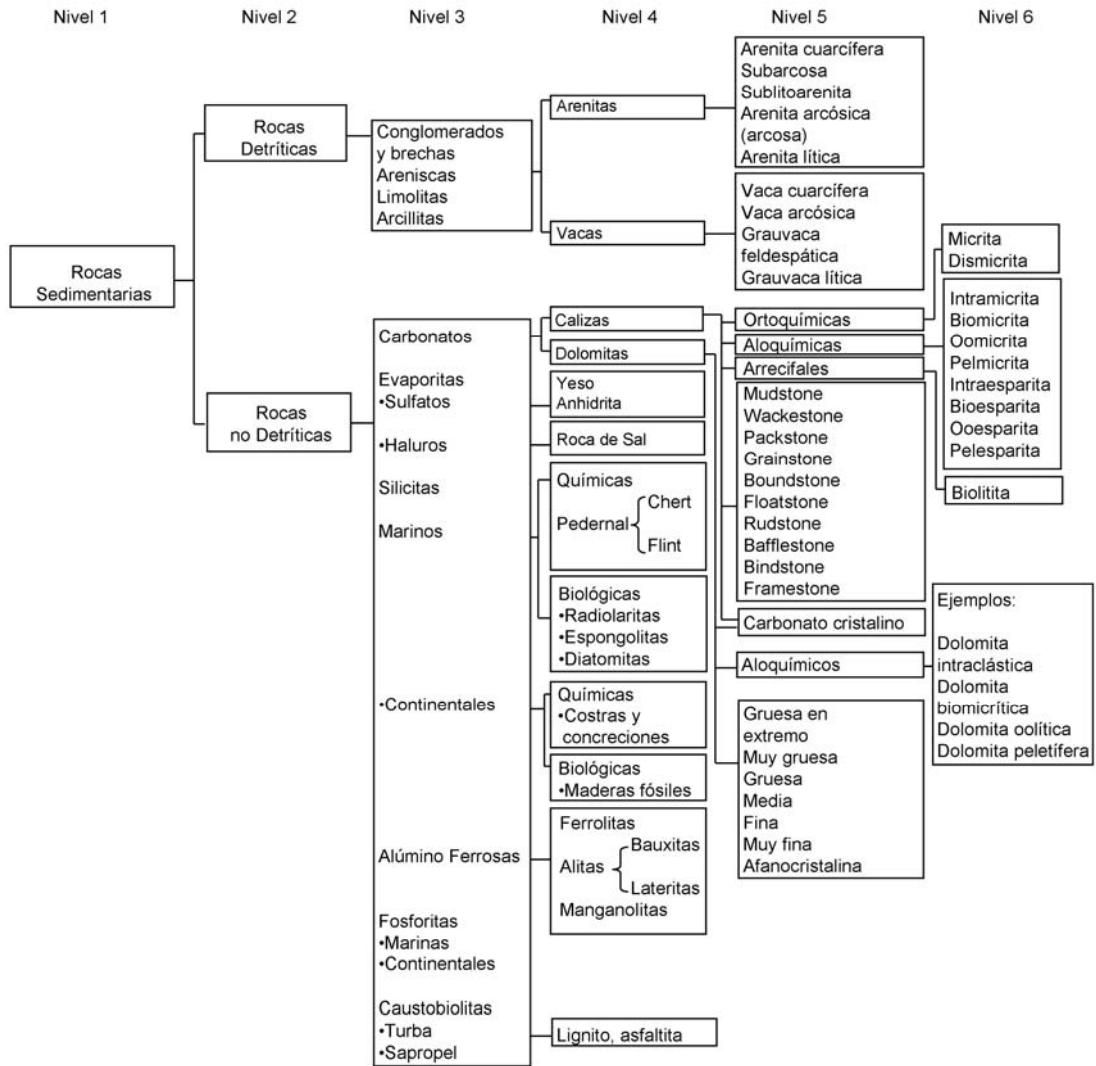 Nivel 1
Nivel 2
Nivel 3
Nivel 4
Nivel 5
Nivel 6
Rocas
Sedimentarias
Rocas
Detríticas
Rocas
no Detríticas
Conglomerados
y brechas
Areniscas
Limolitas
Arcillitas
Carbonatos
Evaporitas
•Sulfatos
•Haluros
Silicitas
Marinos
•Continentales
Alúmino Ferrosas
Fosforitas
•Marinas
•Continentales
Caustobiolitas
•Turba
•Sapropel
Arenitas
Vacas
Calizas
Dolomitas
Yeso
Anhidrita
Roca de Sal
Químicas
Pedernal
Chert
Flint
Biológicas
•Radiolaritas
•Espongolitas
•Diatomitas
Químicas
•Costras y
concreciones
Biológicas
•Maderas fósiles
Ferrolitas
Alitas
Bauxitas
Lateritas
Manganolitas
Lignito, asfaltita
Arenita cuarcífera
Subarcosa
Sublitoarenita
Arenita arcósica
(arcosa)
Arenita lítica
Vaca cuarcífera
Vaca arcósica
Grauvaca
feldespática
Grauvaca lítica
Ortoquímicas
Aloquímicas
Arrecifales
Mudstone
Wackestone
Packstone
Grainstone
Boundstone
Floatstone
Rudstone
Bafflestone
Bindstone
Framestone
Carbonato cristalino
Aloquímicos
Gruesa en
extremo
Muy gruesa
Gruesa
Media
Fina
Muy fina
Afanocristalina
Micrita
Dismicrita
Intramicrita
Biomicrita
Oomicrita
Pelmicrita
Intraesparita
Bioesparita
Ooesparita
Pelesparita
Biolitita
Ejemplos:
Dolomita
intraclástica
Dolomita
biomicrítica
Dolomita oolítica
Dolomita peletífera